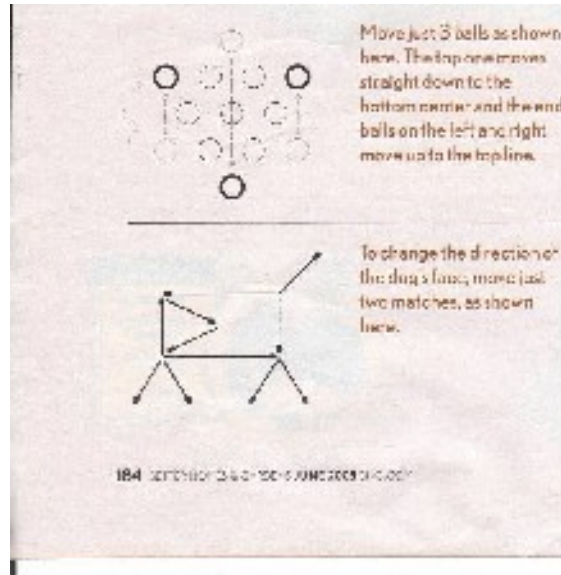 Move just 3 balls as shown
here. The top one moves
straight down to the
bottom center and the end
balls on the left and right
move up to the top line.
To change the direction of
the dog's face, move just
two matches, as shown
here.
184 JUNE 2009